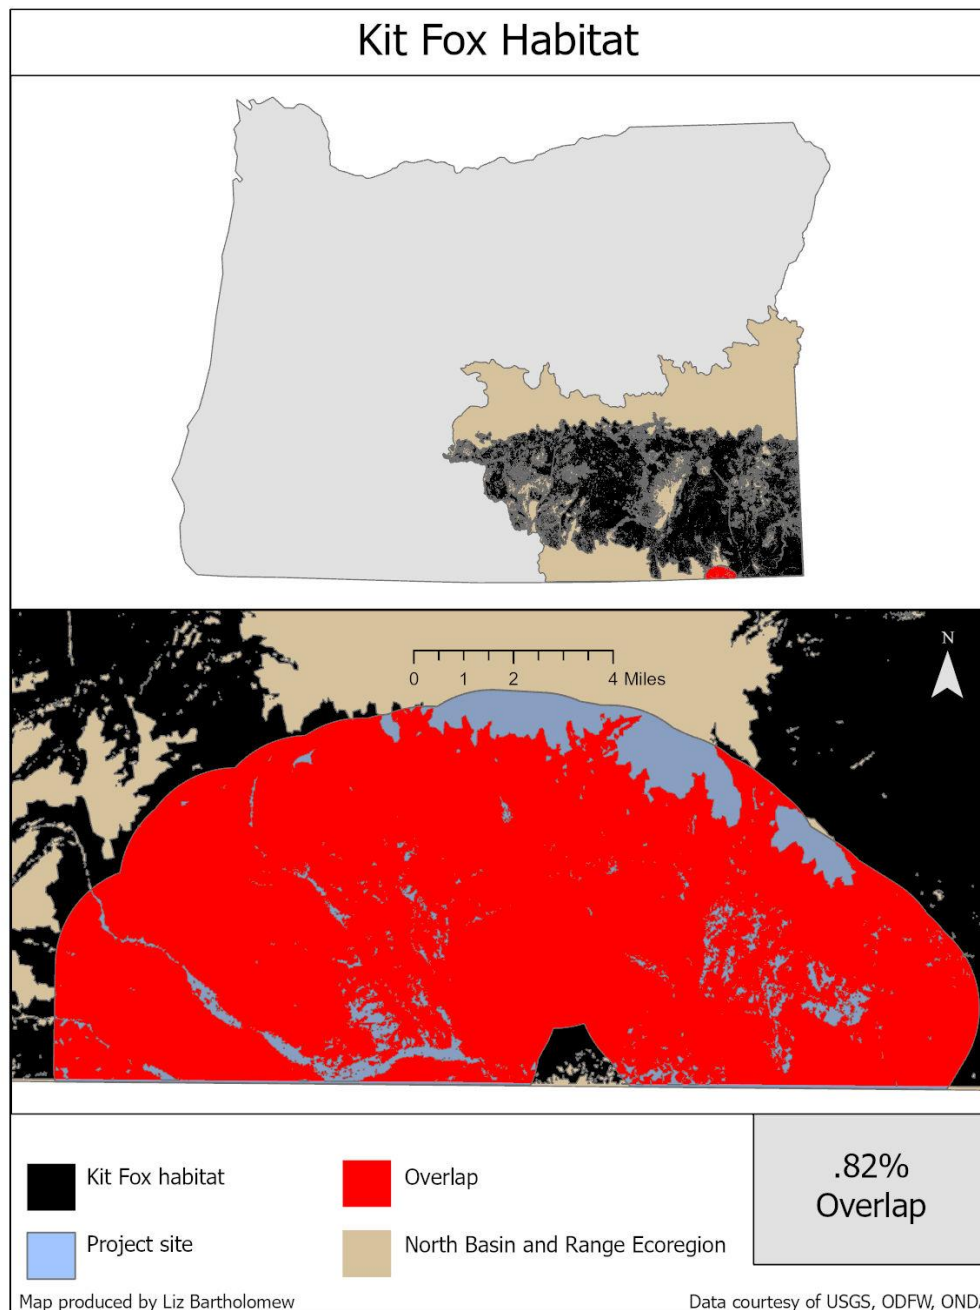 Kit Fox Habitat
N
0 1 2 4 Miles
Kit Fox habitat
Overlap
Project site
North Basin and Range Ecoregion
.82%
Overlap
Map produced by Liz Bartholomew
Data courtesy of USGS, ODFW, OND